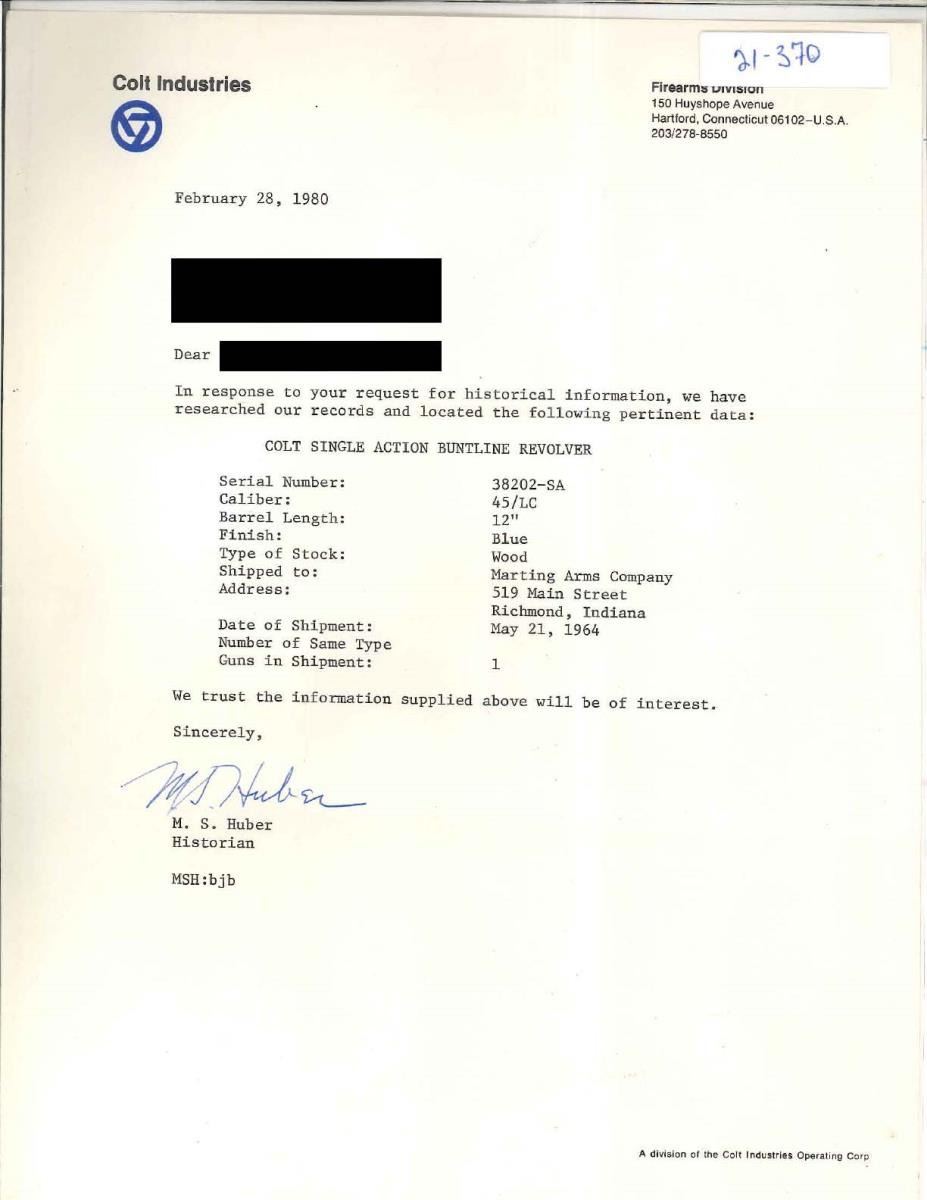 21-370
Colt Industries
Firearms Division
150 Huyshope Avenue
Hartford, Connecticut 06102–U.S.A.
203/278-8550
February 28, 1980
Dear
In response to your request for historical information, we have
researched our records and located the following pertinent data:
COLT SINGLE ACTION BUNTLINE REVOLVER
Serial Number: 38202-SA
Caliber: 45/LC
Barrel Length: 12"
Finish: Blue
Type of Stock: Wood
Shipped to: Marting Arms Company
Address: 519 Main Street
Richmond, Indiana
Date of Shipment: May 21, 1964
Number of Same Type
Guns in Shipment: 1
We trust the information supplied above will be of interest.
Sincerely,
M. S. Huber
M. S. Huber
Historian
MSH:bjb
A division of the Colt Industries Operating Corp